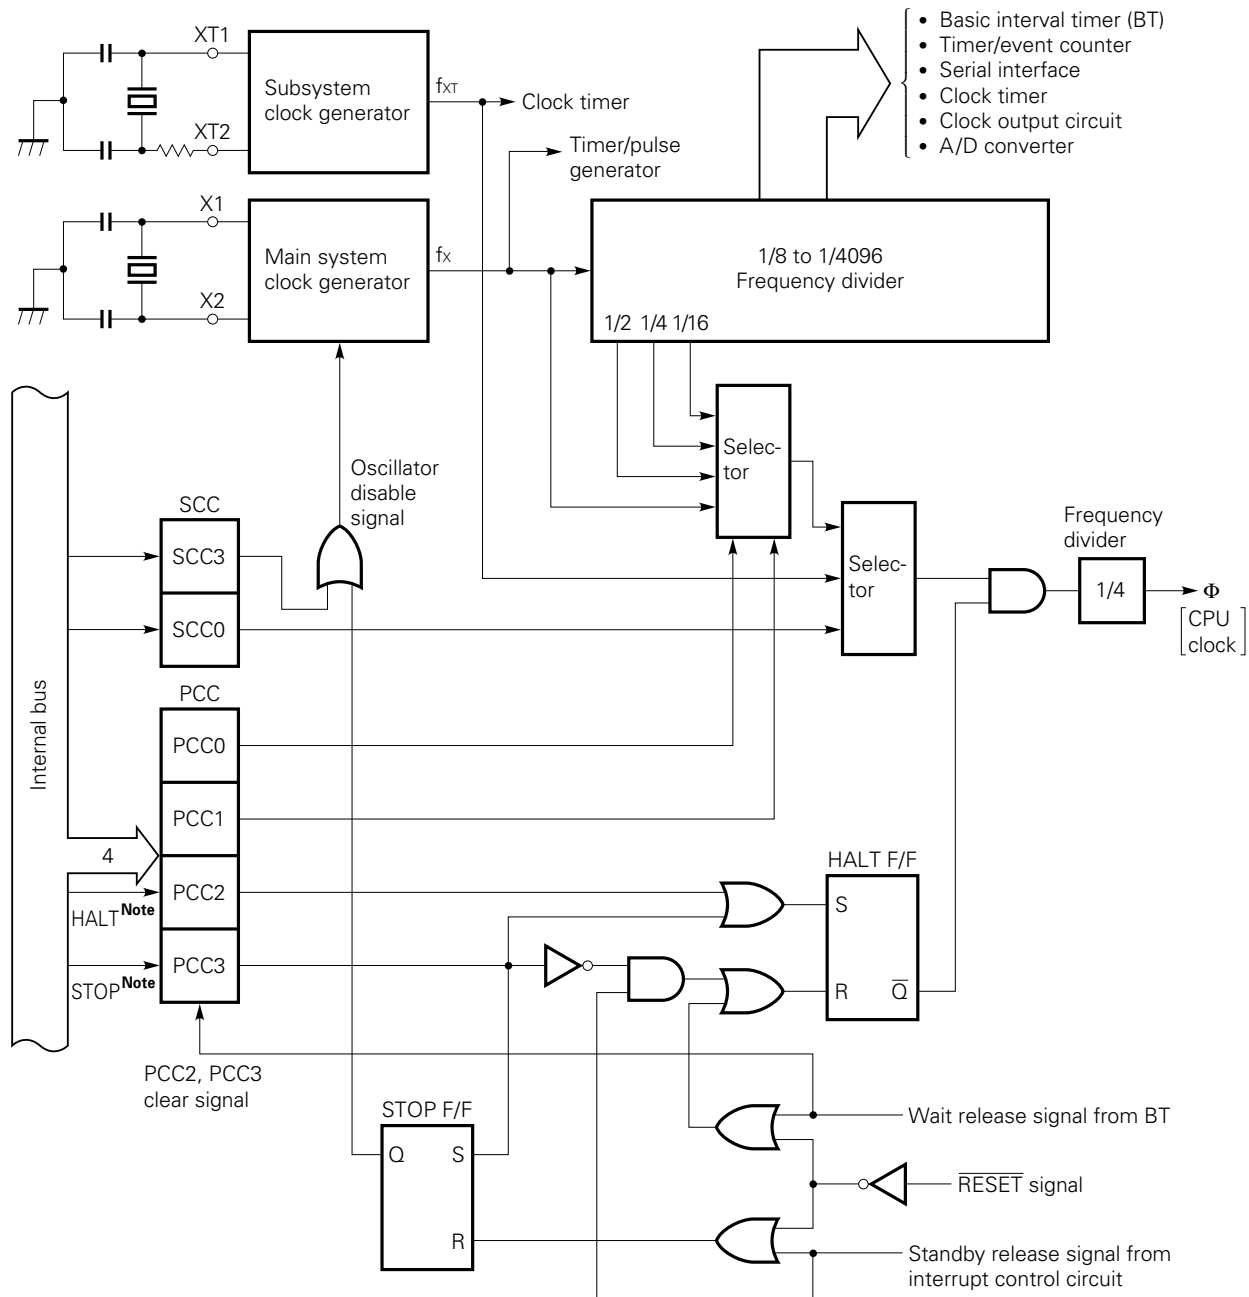 XT1
XT2
Subsystem
clock generator
fXT
Clock timer
• Basic interval timer (BT)
• Timer/event counter
• Serial interface
• Clock timer
• Clock output circuit
• A/D converter
Timer/pulse
generator
X1
X2
Main system
clock generator
fX
1/8 to 1/4096
Frequency divider
1/2 1/4 1/16
Selec-
tor
Oscillator
disable
signal
SCC
SCC3
SCC0
Selec-
tor
Frequency
divider
1/4
Φ
CPU
clock
Internal bus
PCC
PCC0
PCC1
4
PCC2
HALT Note
PCC3
STOP Note
HALT F/F
S
R
Q̅
PCC2, PCC3
clear signal
STOP F/F
Q
S
R
Wait release signal from BT
R̅E̅S̅E̅T̅ signal
Standby release signal from
interrupt control circuit